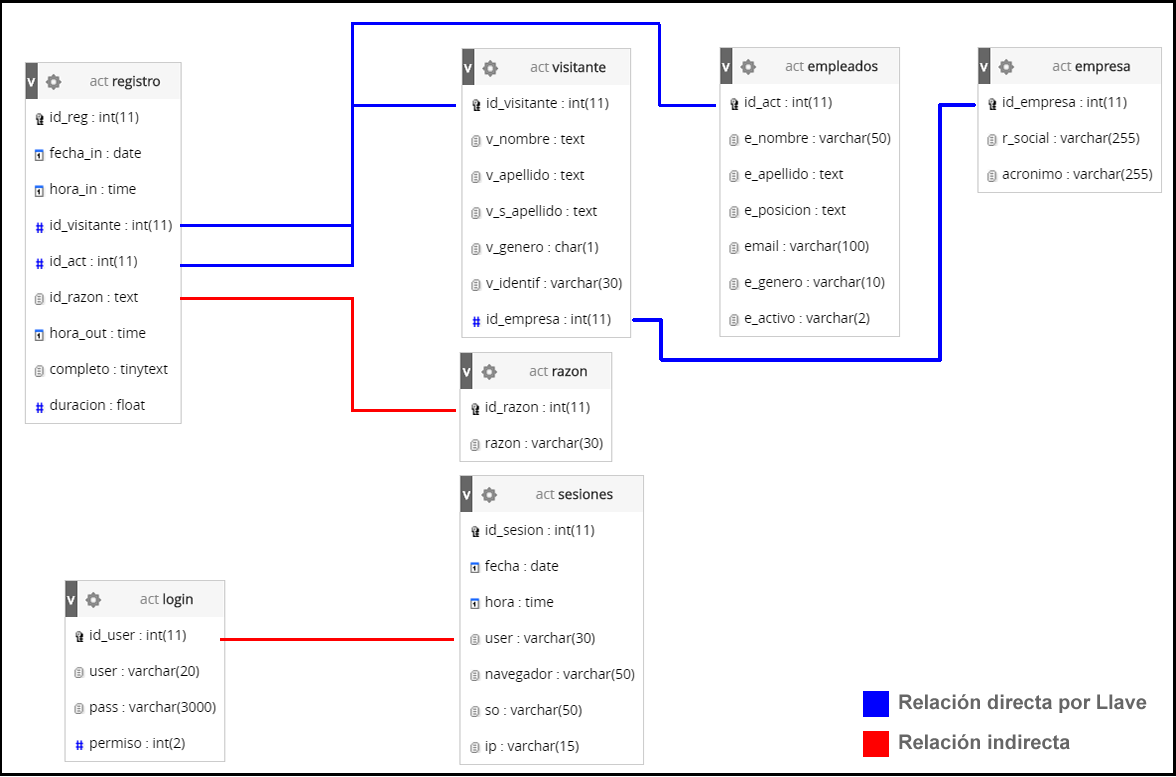 v act registro
id_reg : int(11)
fecha_in : date
hora_in : time
# id_visitante : int(11)
# id_act : int(11)
id_razon : text
hora_out : time
completo : tinytext
# duracion : float
v act visitante
id_visitante : int(11)
v_nombre : text
v_apellido : text
v_s_apellido : text
v_genero : char(1)
v_identif : varchar(30)
# id_empresa : int(11)
v act empleados
id_act : int(11)
e_nombre : varchar(50)
e_apellido : text
e_posicion : text
email : varchar(100)
e_genero : varchar(10)
e_activo : varchar(2)
v act empresa
id_empresa : int(11)
r_social : varchar(255)
acronimo : varchar(255)
v act razon
id_razon : int(11)
razon : varchar(30)
v act sesiones
id_sesion : int(11)
fecha : date
hora : time
user : varchar(30)
navegador : varchar(50)
so : varchar(50)
ip : varchar(15)
v act login
id_user : int(11)
user : varchar(20)
pass : varchar(3000)
# permiso : int(2)
Relación directa por Llave
Relación indirecta